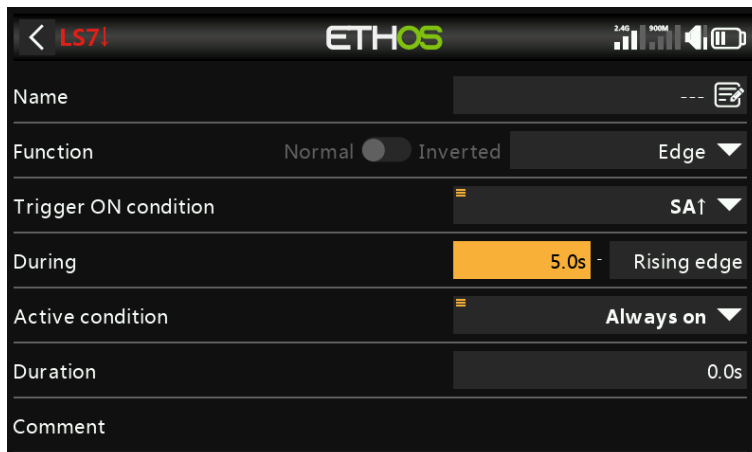 LS7↓ ETHOS 2.4G 900M
Name ---
Function Normal Inverted Edge
Trigger ON condition SA↑
During 5.0s - Rising edge
Active condition Always on
Duration 0.0s
Comment